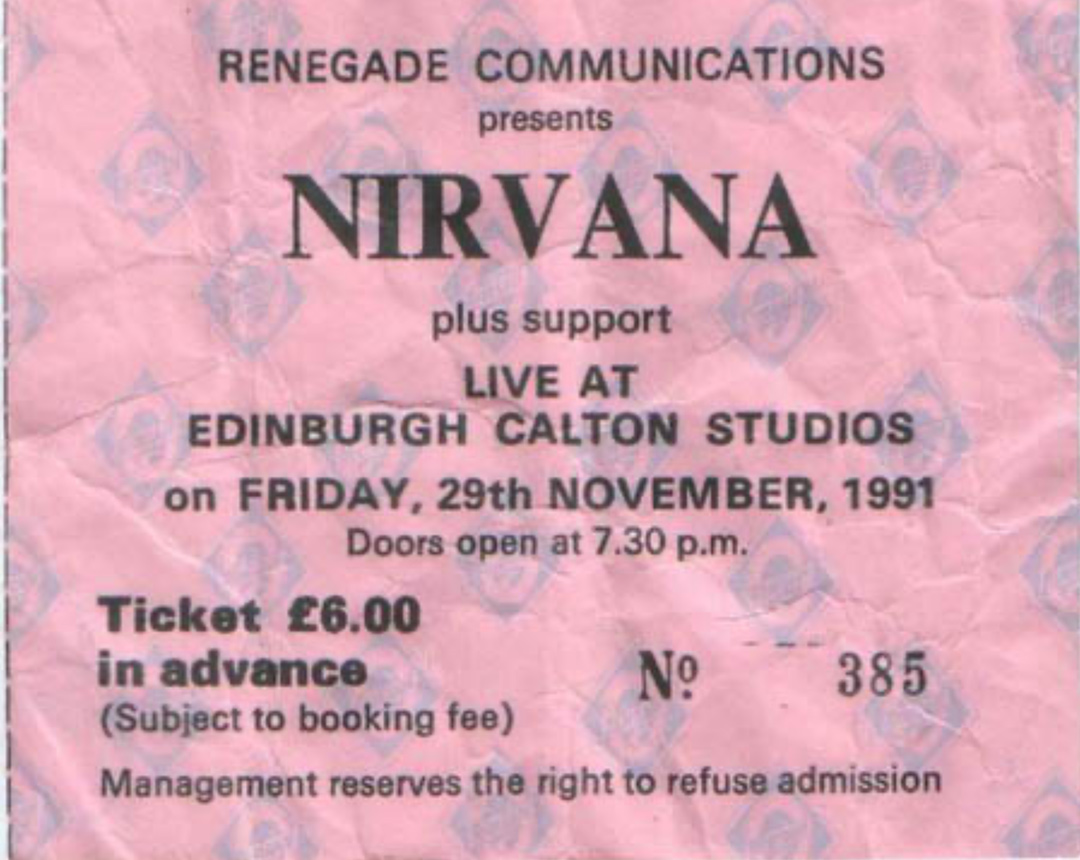 RENEGADE COMMUNICATIONS
presents
NIRVANA
plus support
LIVE AT
EDINBURGH CALTON STUDIOS
on FRIDAY, 29th NOVEMBER, 1991
Doors open at 7.30 p.m.
Ticket £6.00
in advance
(Subject to booking fee)
Nº 385
Management reserves the right to refuse admission